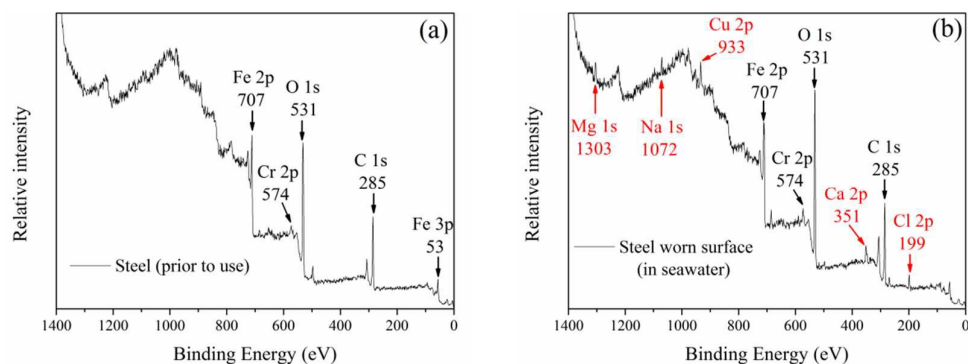 (a)
Relative intensity
Fe 2p
707
O 1s
531
Cr 2p
574
C 1s
285
Fe 3p
53
Steel (prior to use)
1400 1200 1000 800 600 400 200 0
Binding Energy (eV)
(b)
Relative intensity
Cu 2p
933
O 1s
531
Fe 2p
707
Mg 1s
1303
Na 1s
1072
Cr 2p
574
C 1s
285
Ca 2p
351
Cl 2p
199
Steel worn surface
(in seawater)
1400 1200 1000 800 600 400 200 0
Binding Energy (eV)